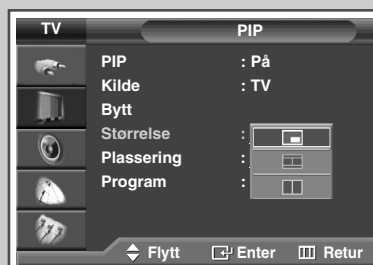 TV PIP
PIP : På
Kilde : TV
Bytt
Størrelse :
Plassering :
Program :
Flytt Enter Retur